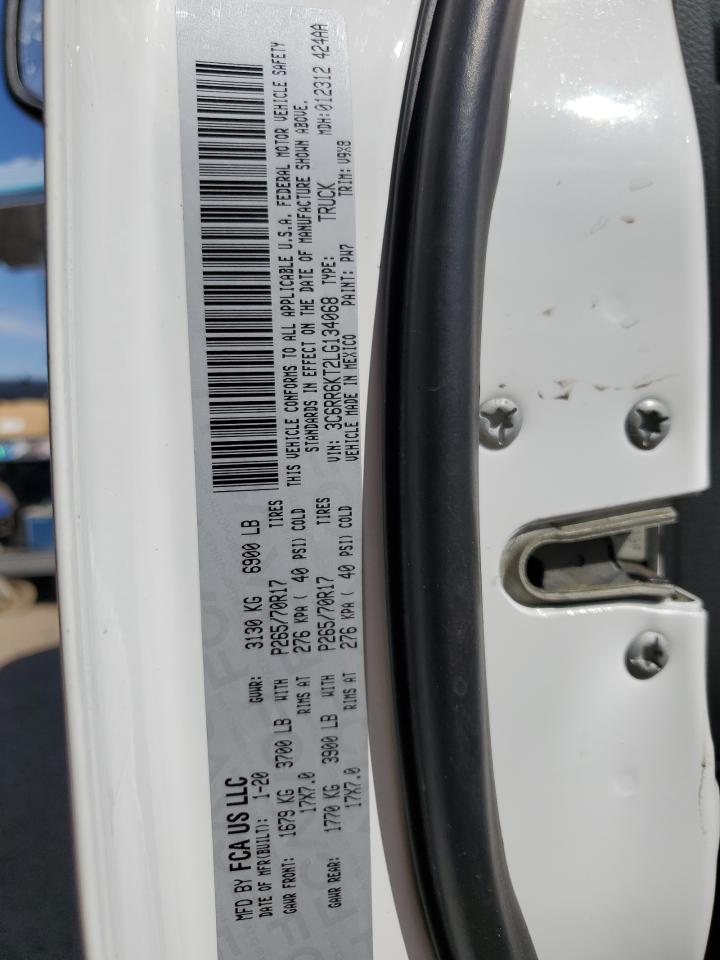 MFD BY FCA US LLC
DATE OF MFR(BUILT): 1-20 GVWR: 3130 KG 6900 LB
GAWR FRONT: 1679 KG 3700 LB WITH P265/70R17 TIRES
17X7.0 RIMS AT 276 KPA ( 40 PSI) COLD
GAWR REAR: 1770 KG 3900 LB WITH P265/70R17 TIRES
17X7.0 RIMS AT 276 KPA ( 40 PSI) COLD
THIS VEHICLE CONFORMS TO ALL APPLICABLE U.S.A. FEDERAL MOTOR VEHICLE SAFETY
STANDARDS IN EFFECT ON THE DATE OF MANUFACTURE SHOWN ABOVE.
VIN: 3C6RR6KT2LG134068 TYPE: TRUCK MDH:012312 424AA
VEHICLE MADE IN MEXICO PAINT: PW7 TRIM: V9X8